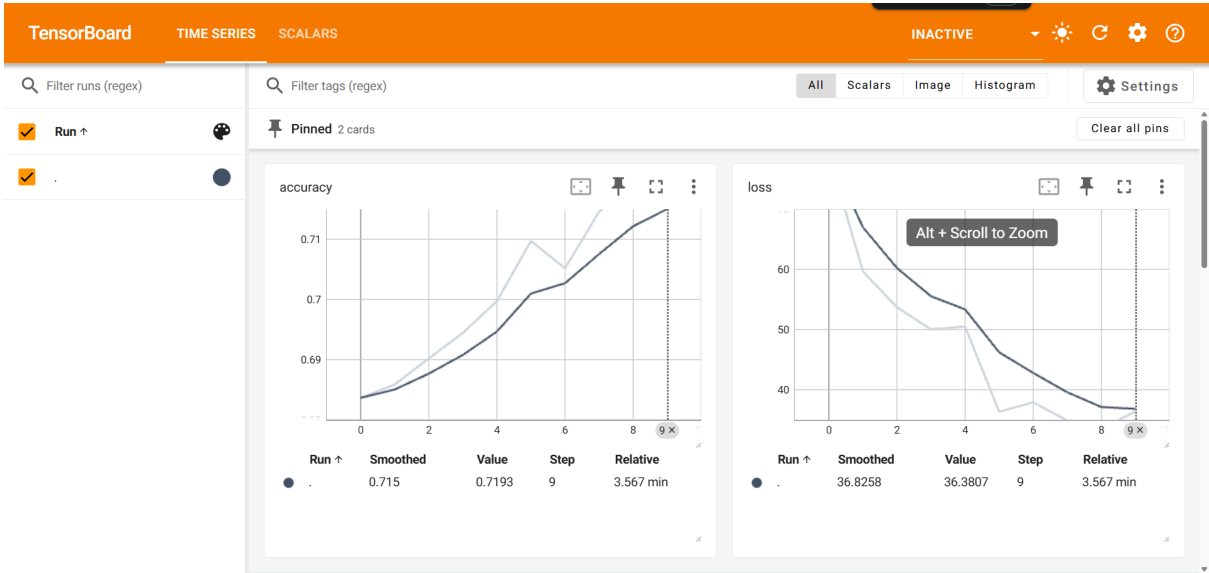 TensorBoard TIME SERIES SCALARS INACTIVE
Filter runs (regex)
Run ↑
.
Filter tags (regex) All Scalars Image Histogram Settings
Pinned 2 cards Clear all pins
accuracy
0.71
0.7
0.69
0 2 4 6 8 9 ×
Run ↑ Smoothed Value Step Relative
. 0.715 0.7193 9 3.567 min
loss
Alt + Scroll to Zoom
60
50
40
0 2 4 6 8 9 ×
Run ↑ Smoothed Value Step Relative
. 36.8258 36.3807 9 3.567 min